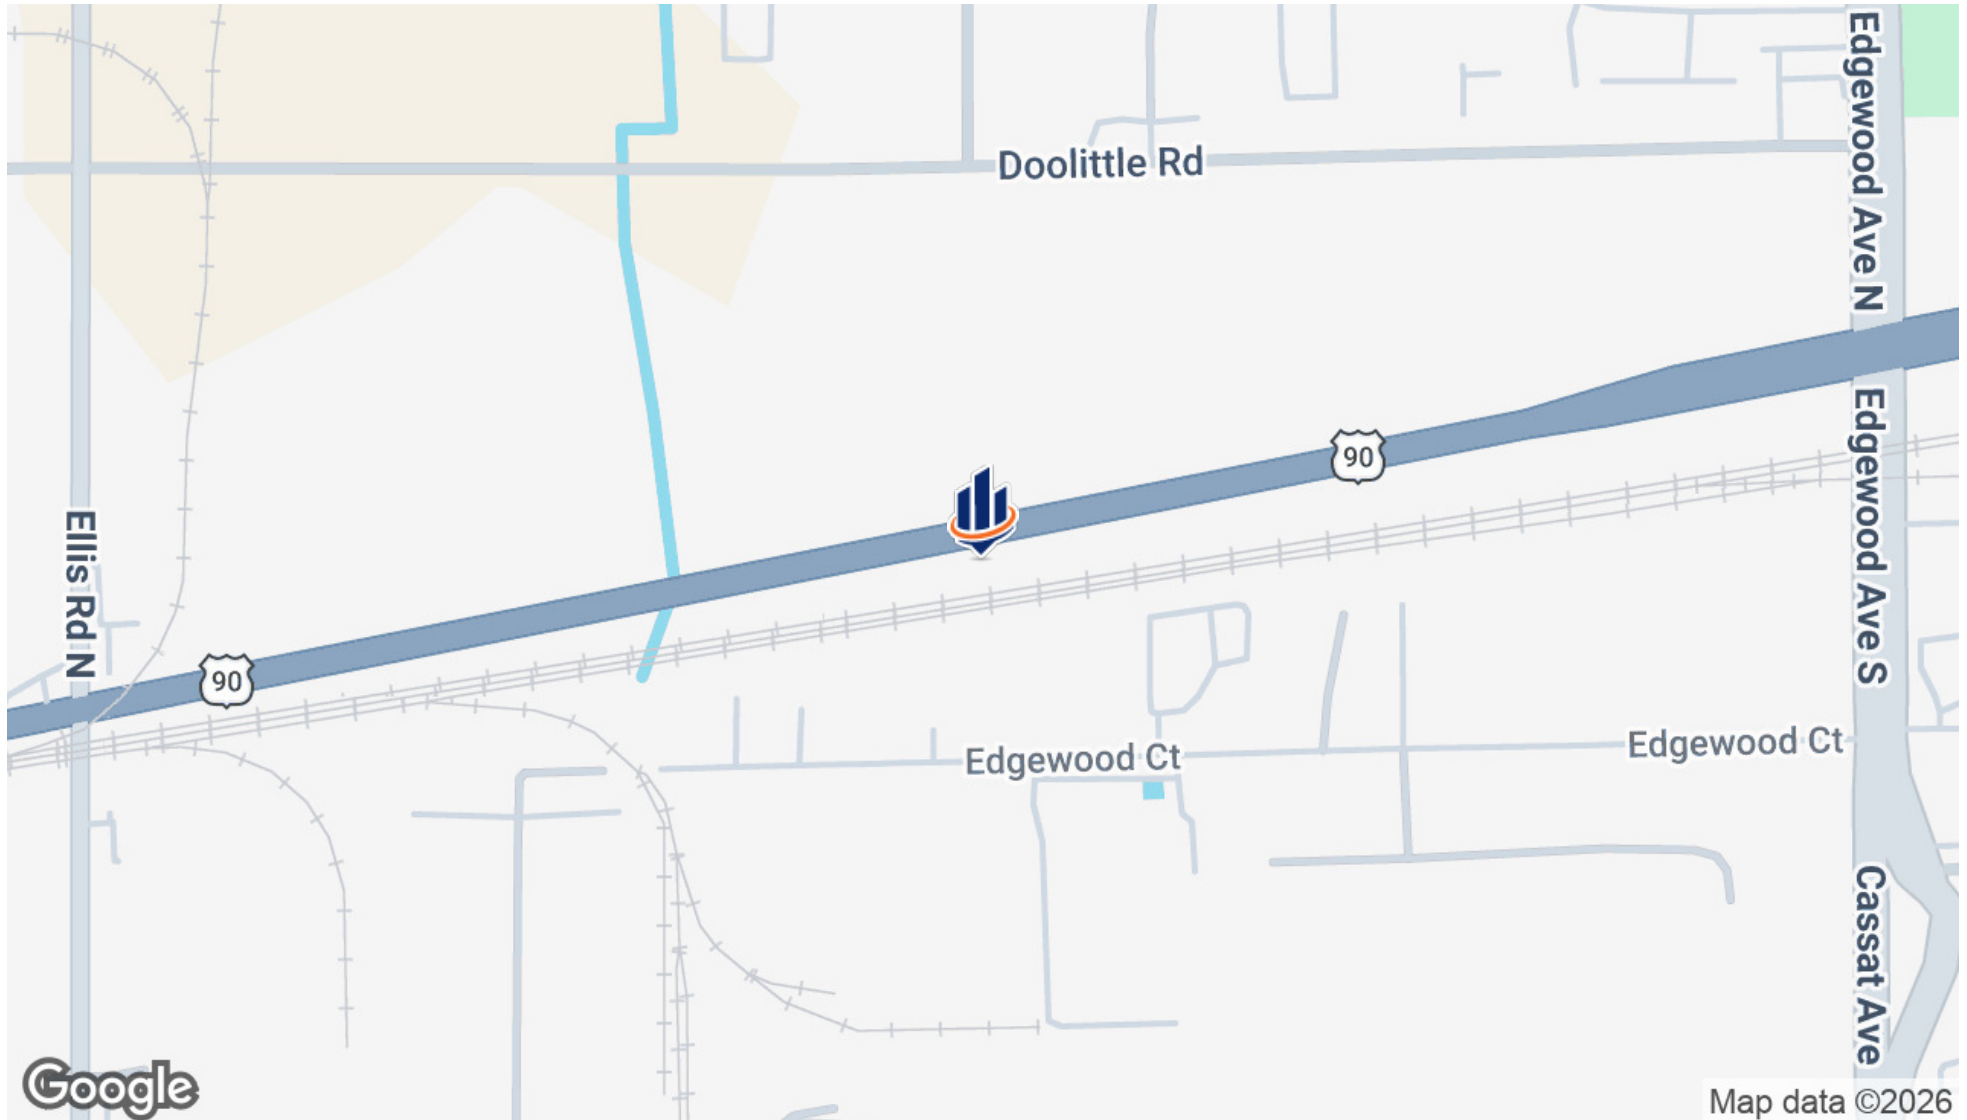 Edgewood Ave N
Doolittle Rd
90
Edgewood Ave S
Ellis Rd N
90
Edgewood Ct
Edgewood Ct
Cassat Ave
Google
Map data ©2026